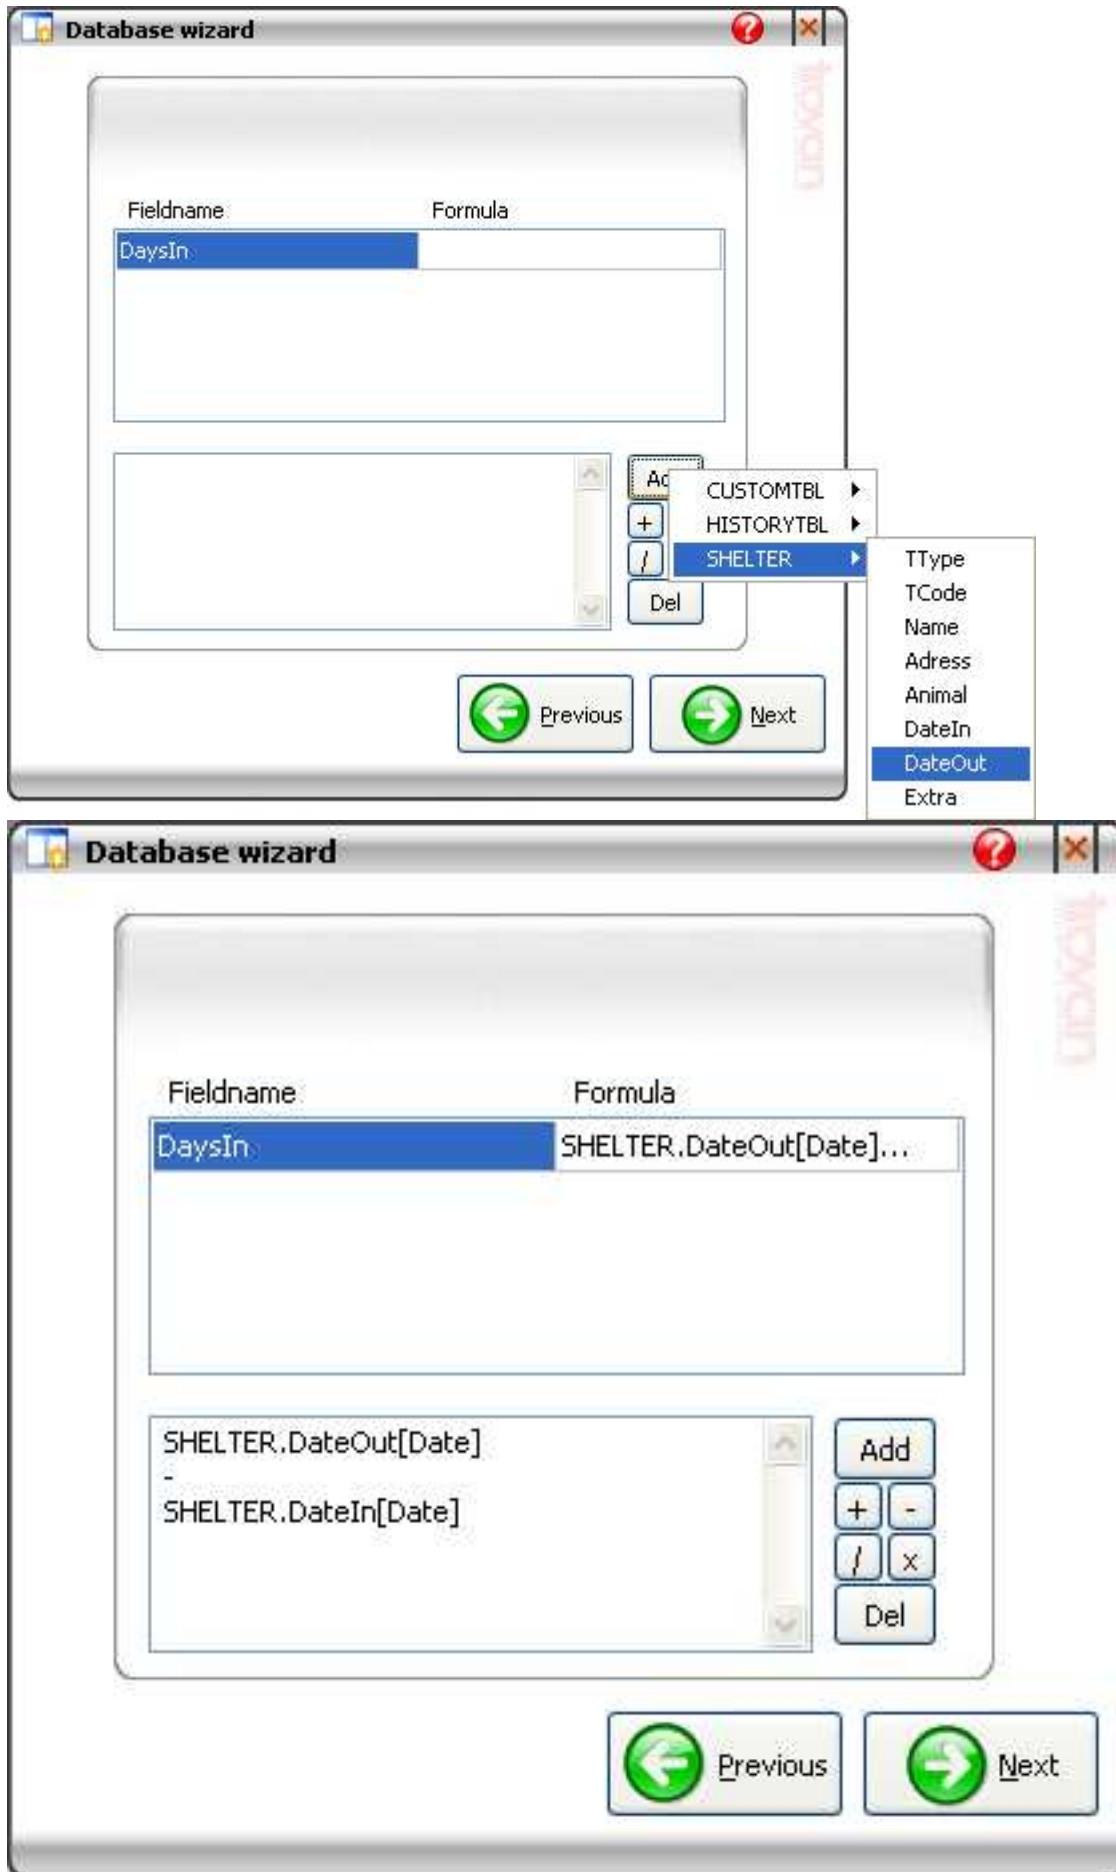 Database wizard
?
trovan
Fieldname Formula
DaysIn
Ad
CUSTOMTBL
HISTORYTBL
SHELTER
+
/
Del
TType
TCode
Name
Adress
Animal
DateIn
DateOut
Extra
Previous Next
Database wizard
?
trovan
Fieldname Formula
DaysIn SHELTER.DateOut[Date]...
SHELTER.DateOut[Date]
-
SHELTER.DateIn[Date]
Add
+ -
/ x
Del
Previous Next